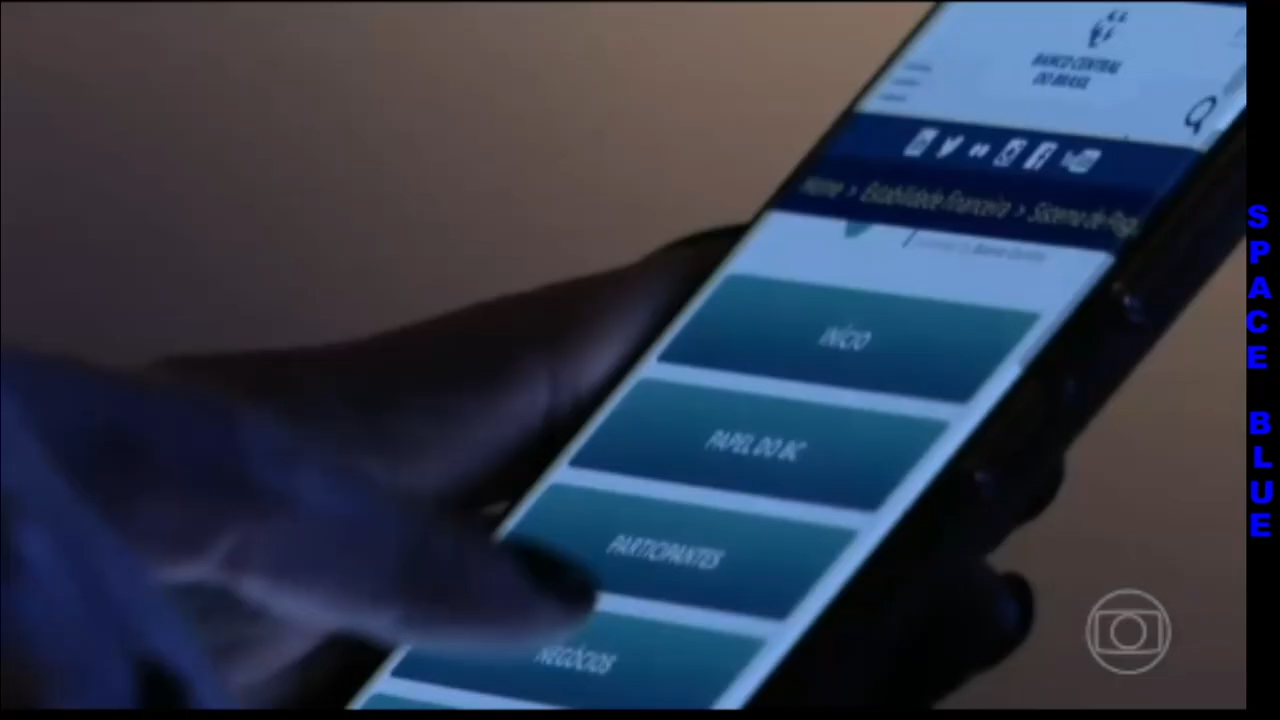 BANCO CENTRAL
DO BRASIL
Home > Estabilidade financeira > Sistema de Pag
INÍCIO
PAPEL DO BC
PARTICIPANTES
NEGÓCIOS
SPACE BLUE